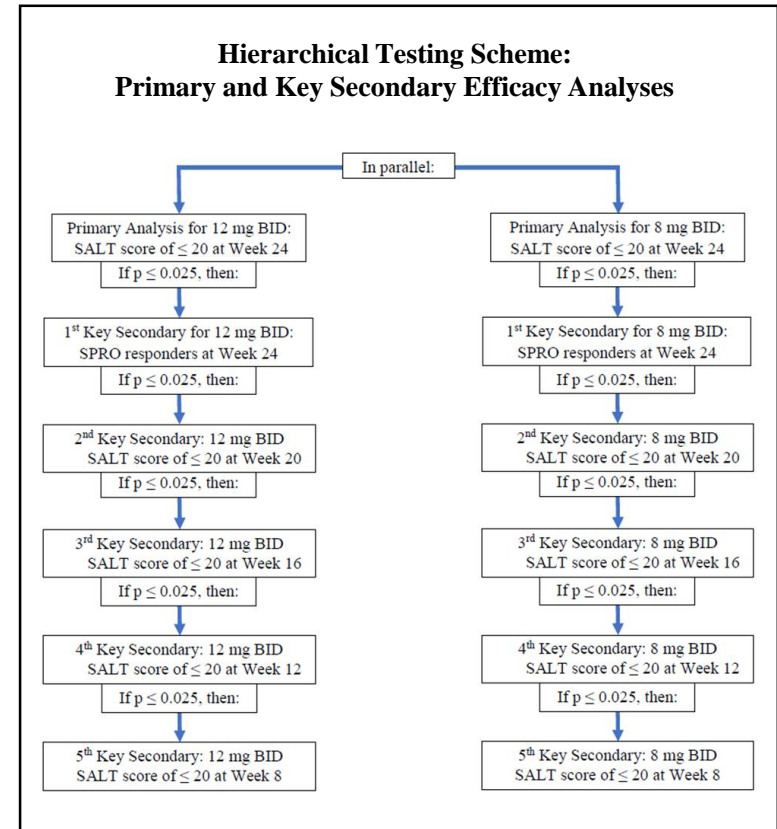 Hierarchical Testing Scheme:
Primary and Key Secondary Efficacy Analyses
In parallel:
Primary Analysis for 12 mg BID:
SALT score of ≤ 20 at Week 24
If p ≤ 0.025, then:
1st Key Secondary for 12 mg BID:
SPRO responders at Week 24
If p ≤ 0.025, then:
2nd Key Secondary: 12 mg BID
SALT score of ≤ 20 at Week 20
If p ≤ 0.025, then:
3rd Key Secondary: 12 mg BID
SALT score of ≤ 20 at Week 16
If p ≤ 0.025, then:
4th Key Secondary: 12 mg BID
SALT score of ≤ 20 at Week 12
If p ≤ 0.025, then:
5th Key Secondary: 12 mg BID
SALT score of ≤ 20 at Week 8
Primary Analysis for 8 mg BID:
SALT score of ≤ 20 at Week 24
If p ≤ 0.025, then:
1st Key Secondary for 8 mg BID:
SPRO responders at Week 24
If p ≤ 0.025, then:
2nd Key Secondary: 8 mg BID
SALT score of ≤ 20 at Week 20
If p ≤ 0.025, then:
3rd Key Secondary: 8 mg BID
SALT score of ≤ 20 at Week 16
If p ≤ 0.025, then:
4th Key Secondary: 8 mg BID
SALT score of ≤ 20 at Week 12
If p ≤ 0.025, then:
5th Key Secondary: 8 mg BID
SALT score of ≤ 20 at Week 8